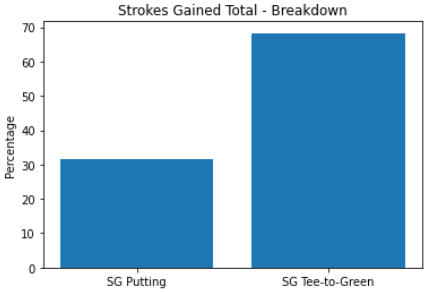 Strokes Gained Total - Breakdown
Percentage
70
60
50
40
30
20
10
0
SG Putting
SG Tee-to-Green